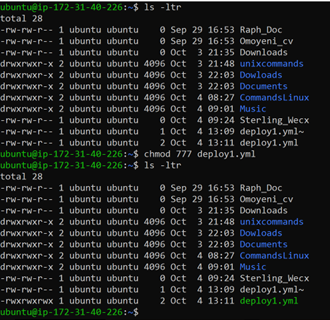 ubuntu@ip-172-31-40-226:~$ ls -ltr
total 28
-rw-rw-r-- 1 ubuntu ubuntu 0 Sep 29 16:53 Raph_Doc
-rw-rw-r-- 1 ubuntu ubuntu 0 Sep 29 16:53 Omoyeni_cv
-rw-rw-r-- 1 ubuntu ubuntu 0 Oct 3 21:35 Downloads
drwxrwxr-x 2 ubuntu ubuntu 4096 Oct 3 21:48 unixcommands
drwxrwxr-x 2 ubuntu ubuntu 4096 Oct 3 22:03 Dowloads
drwxrwxr-x 2 ubuntu ubuntu 4096 Oct 3 22:03 Documents
drwxrwxr-x 2 ubuntu ubuntu 4096 Oct 4 08:27 CommandsLinux
drwxrwxr-x 2 ubuntu ubuntu 4096 Oct 4 09:01 Music
-rw-rw-r-- 1 ubuntu ubuntu 0 Oct 4 09:24 Sterling_Wecx
-rw-rw-r-- 1 ubuntu ubuntu 1 Oct 4 13:09 deploy1.yml~
-rw-rw-r-- 1 ubuntu ubuntu 2 Oct 4 13:11 deploy1.yml
ubuntu@ip-172-31-40-226:~$ chmod 777 deploy1.yml
ubuntu@ip-172-31-40-226:~$ ls -ltr
total 28
-rw-rw-r-- 1 ubuntu ubuntu 0 Sep 29 16:53 Raph_Doc
-rw-rw-r-- 1 ubuntu ubuntu 0 Sep 29 16:53 Omoyeni_cv
-rw-rw-r-- 1 ubuntu ubuntu 0 Oct 3 21:35 Downloads
drwxrwxr-x 2 ubuntu ubuntu 4096 Oct 3 21:48 unixcommands
drwxrwxr-x 2 ubuntu ubuntu 4096 Oct 3 22:03 Dowloads
drwxrwxr-x 2 ubuntu ubuntu 4096 Oct 3 22:03 Documents
drwxrwxr-x 2 ubuntu ubuntu 4096 Oct 4 08:27 CommandsLinux
drwxrwxr-x 2 ubuntu ubuntu 4096 Oct 4 09:01 Music
-rw-rw-r-- 1 ubuntu ubuntu 0 Oct 4 09:24 Sterling_Wecx
-rw-rw-r-- 1 ubuntu ubuntu 1 Oct 4 13:09 deploy1.yml~
-rwxrwxrwx 1 ubuntu ubuntu 2 Oct 4 13:11 deploy1.yml
ubuntu@ip-172-31-40-226:~$